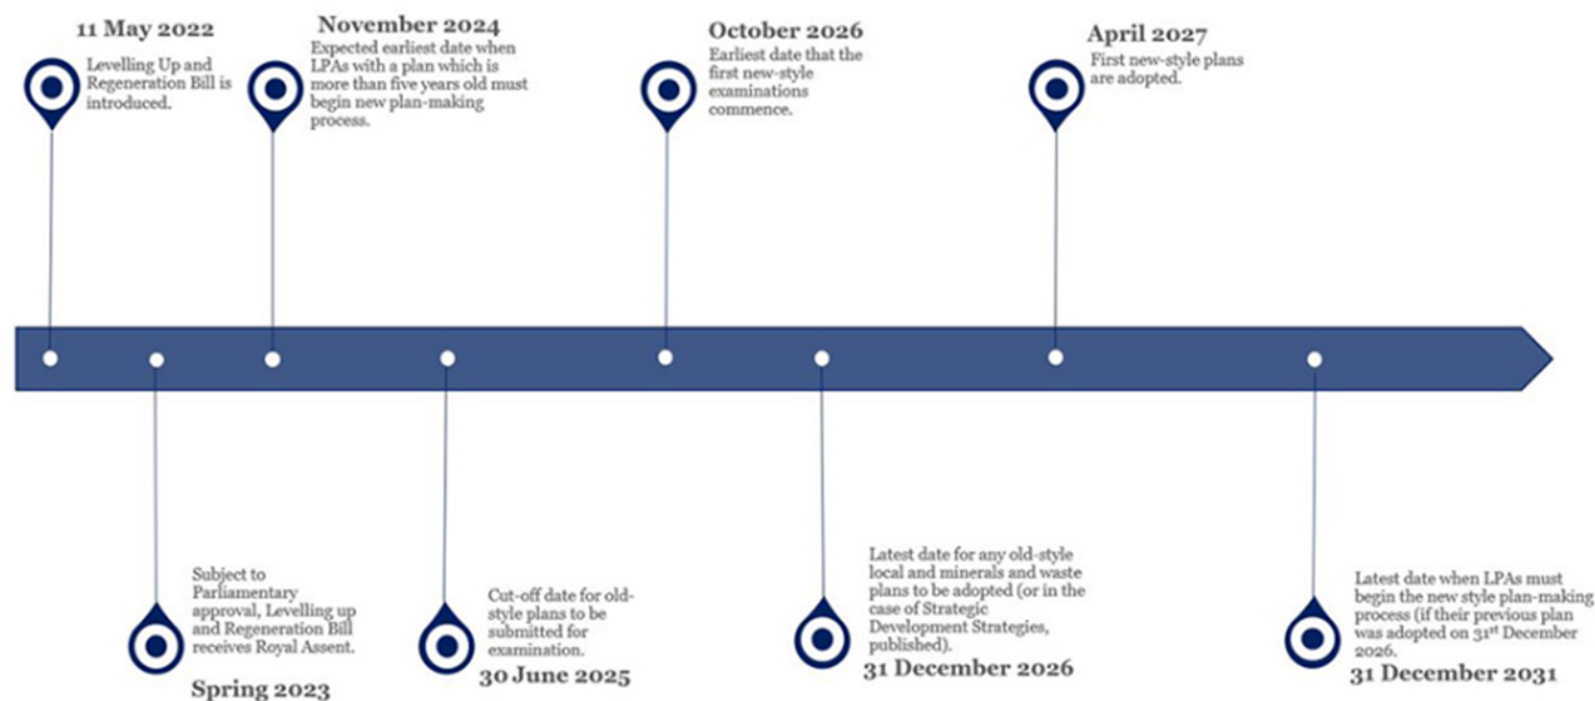 11 May 2022
Levelling Up and
Regeneration Bill is
introduced.
November 2024
Expected earliest date when
LPAs with a plan which is
more than five years old must
begin new plan-making
process.
October 2026
Earliest date that the
first new-style
examinations
commence.
April 2027
First new-style plans
are adopted.
Subject to
Parliamentary
approval, Levelling up
and Regeneration Bill
receives Royal Assent.
Spring 2023
Cut-off date for old-
style plans to be
submitted for
examination.
30 June 2025
Latest date for any old-style
local and minerals and waste
plans to be adopted (or in the
case of Strategic
Development Strategies,
published).
31 December 2026
Latest date when LPAs must
begin the new style plan-making
process (if their previous plan
was adopted on 31st December
2026.
31 December 2031